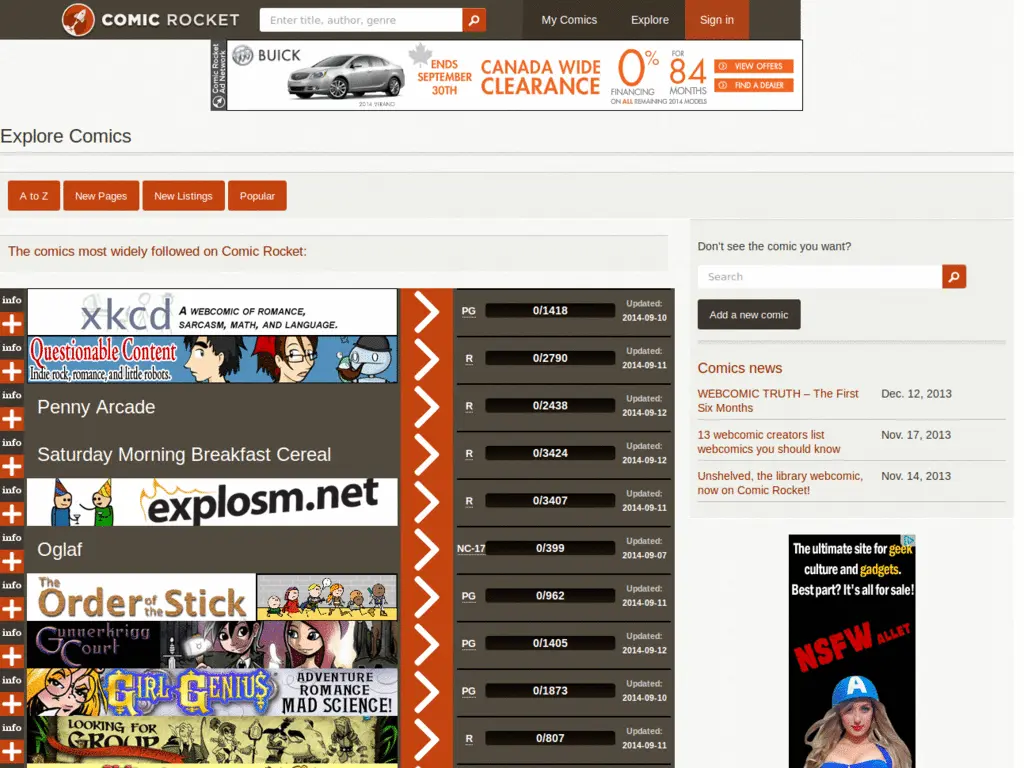 COMIC ROCKET
Enter title, author, genre
My Comics
Explore
Sign in
Comic Rocket
Ad Network
BUICK
2014 VERANO
ENDS
SEPTEMBER
30TH
CANADA WIDE
CLEARANCE
0%
FINANCING
FOR
84
MONTHS
ON ALL REMAINING 2014 MODELS
VIEW OFFERS
FIND A DEALER
Explore Comics
A to Z
New Pages
New Listings
Popular
The comics most widely followed on Comic Rocket:
info
xkcd
A WEBCOMIC OF ROMANCE,
SARCASM, MATH, AND LANGUAGE.
PG
0/1418
Updated:
2014-09-10
info
Questionable Content
Indie rock, romance, and little robots.
R
0/2790
Updated:
2014-09-11
info
Penny Arcade
R
0/2438
Updated:
2014-09-12
info
Saturday Morning Breakfast Cereal
R
0/3424
Updated:
2014-09-12
info
explosm.net
R
0/3407
Updated:
2014-09-11
info
Oglaf
NC-17
0/399
Updated:
2014-09-07
info
The
Order of the Stick
PG
0/962
Updated:
2014-09-11
info
Gunnerkrigg
Court
PG
0/1405
Updated:
2014-09-12
info
GIRL GENIUS
ADVENTURE
ROMANCE
MAD SCIENCE!
PG
0/1873
Updated:
2014-09-10
info
LOOKING FOR
GROUP
R
0/807
Updated:
2014-09-11
Don't see the comic you want?
Search
Add a new comic
Comics news
WEBCOMIC TRUTH – The First
Six Months
Dec. 12, 2013
13 webcomic creators list
webcomics you should know
Nov. 17, 2013
Unshelved, the library webcomic,
now on Comic Rocket!
Nov. 14, 2013
The ultimate site for geek
culture and gadgets.
Best part? It's all for sale!
NSFW ALLET
A